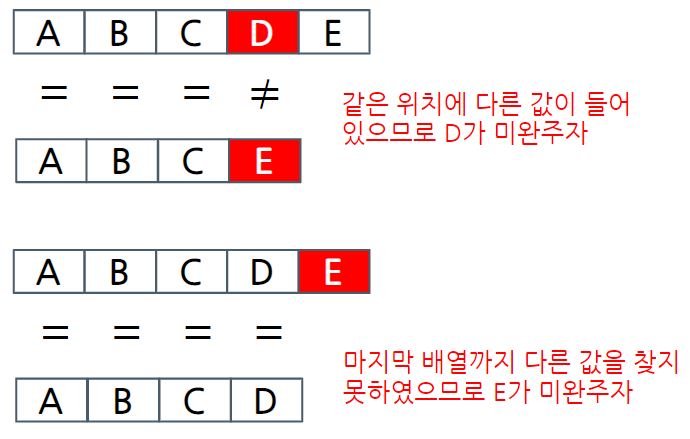 A B C D E
= = = ≠
같은 위치에 다른 값이 들어
있으므로 D가 미완주자
A B C E
A B C D E
= = = =
마지막 배열까지 다른 값을 찾지
못하였으므로 E가 미완주자
A B C D